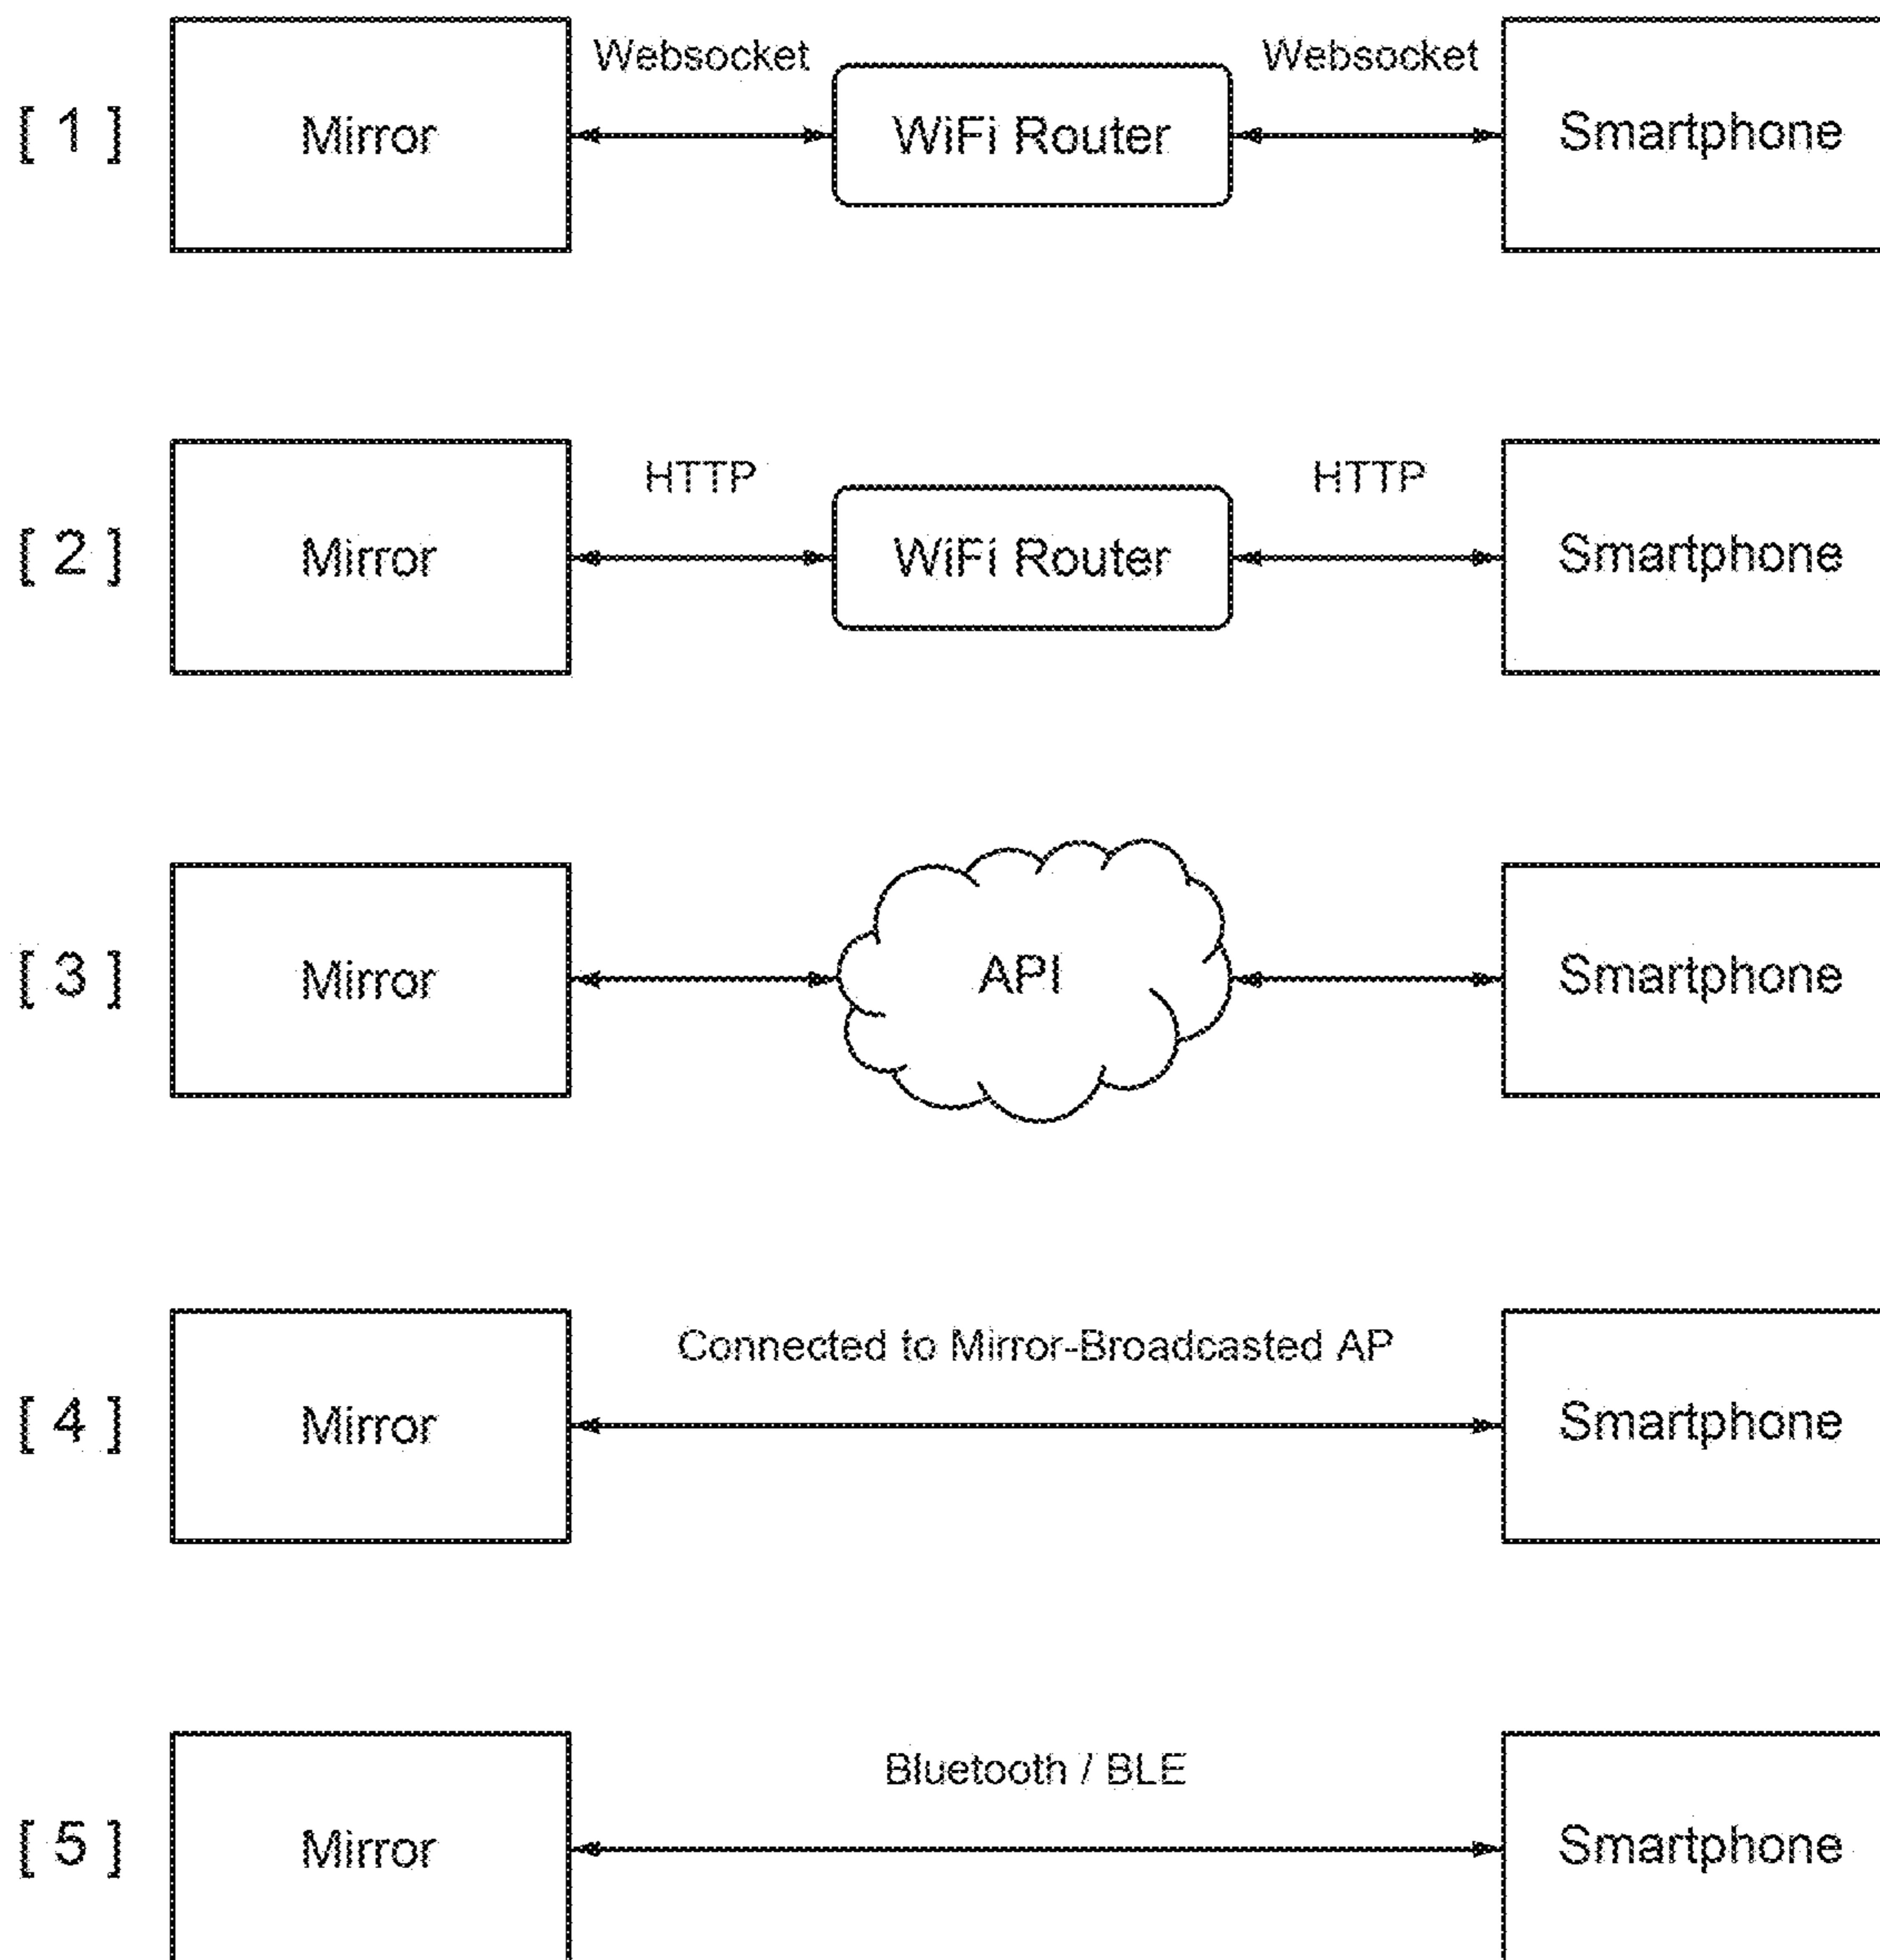 Websocket Websocket
[ 1 ] Mirror WiFi Router Smartphone
HTTP HTTP
[ 2 ] Mirror WiFi Router Smartphone
[ 3 ] Mirror API Smartphone
Connected to Mirror-Broadcasted AP
[ 4 ] Mirror Smartphone
Bluetooth / BLE
[ 5 ] Mirror Smartphone